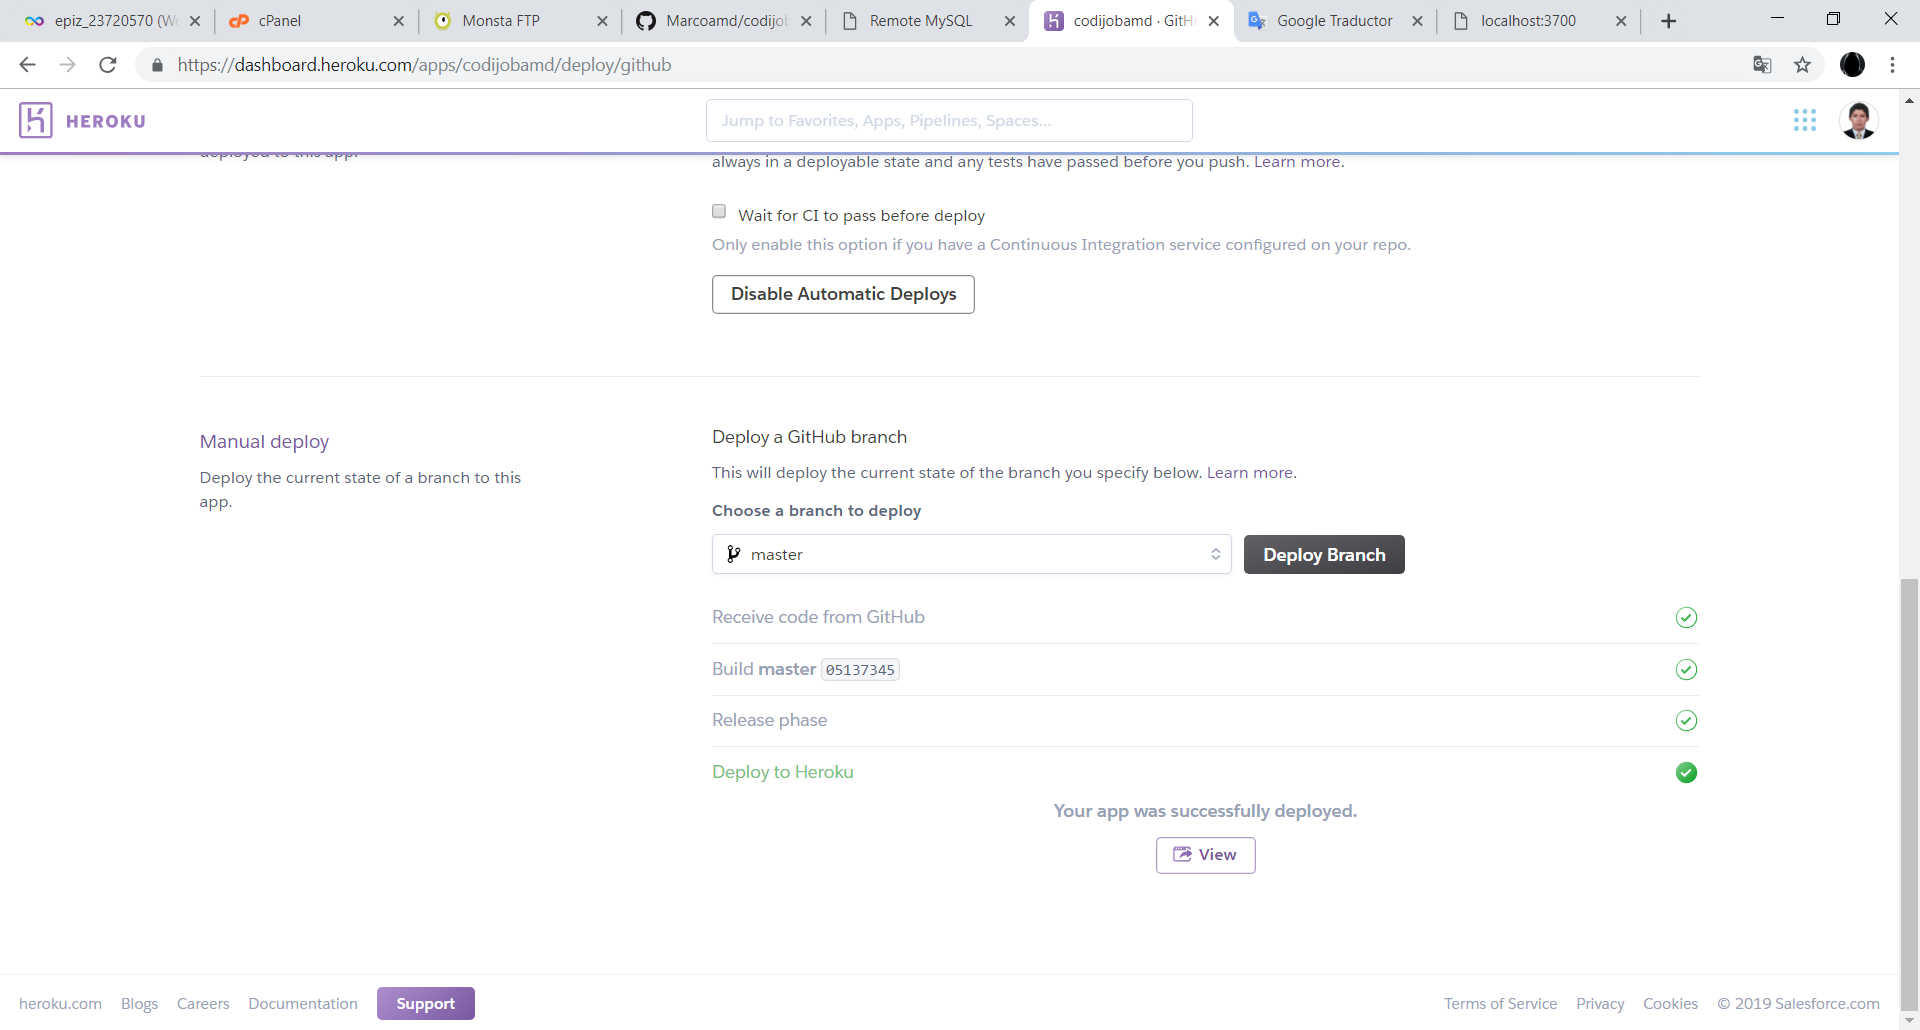 epiz_23720570 (W
cPanel
Monsta FTP
Marcoamd/codijob
Remote MySQL
codijobamd · GitH
Google Traductor
localhost:3700
https://dashboard.heroku.com/apps/codijobamd/deploy/github
HEROKU
Jump to Favorites, Apps, Pipelines, Spaces...
deployed to this app.
always in a deployable state and any tests have passed before you push. Learn more.
Wait for CI to pass before deploy
Only enable this option if you have a Continuous Integration service configured on your repo.
Disable Automatic Deploys
Manual deploy
Deploy the current state of a branch to this
app.
Deploy a GitHub branch
This will deploy the current state of the branch you specify below. Learn more.
Choose a branch to deploy
master
Deploy Branch
Receive code from GitHub
Build master 05137345
Release phase
Deploy to Heroku
Your app was successfully deployed.
View
heroku.com Blogs Careers Documentation Support
Terms of Service Privacy Cookies © 2019 Salesforce.com